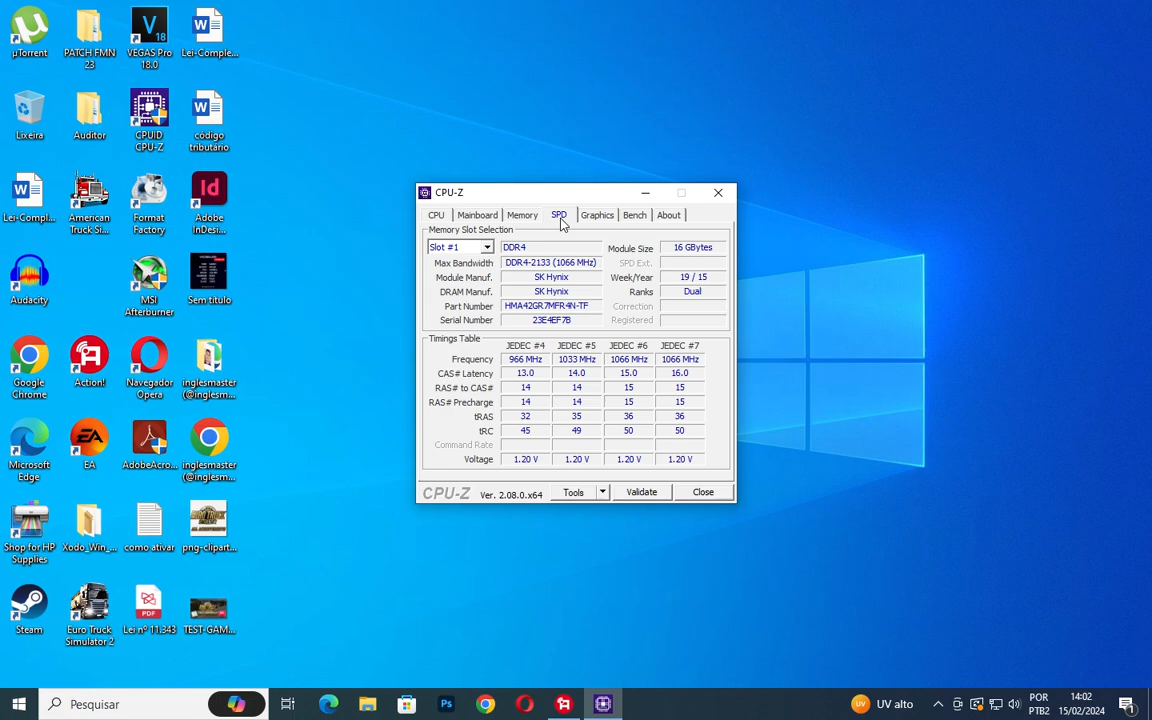 µTorrent
PATCH FMN
23
VEGAS Pro
18.0
Lei-Comple...
Lixeira
Auditor
CPUID
CPU-Z
código
tributário
Lei-Compl...
American
Truck Si...
Format
Factory
Adobe
InDesi...
Audacity
MSI
Afterburner
Sem título
Google
Chrome
Action!
Navegador
Opera
inglesmaster
(@inglesm...
Microsoft
Edge
EA
AdobeAcro...
inglesmaster
(@inglesm...
Shop for HP
Supplies
Xodo_Win_...
como ativar
png-clipart...
Steam
Euro Truck
Simulator 2
Lei nº 11.343
TEST-GAM...
CPU-Z
CPU Mainboard Memory SPD Graphics Bench About
Memory Slot Selection
Slot #1 DDR4 Module Size 16 GBytes
Max Bandwidth DDR4-2133 (1066 MHz) SPD Ext.
Module Manuf. SK Hynix Week/Year 19 / 15
DRAM Manuf. SK Hynix Ranks Dual
Part Number HMA42GR7MFR4N-TF Correction
Serial Number 23E4EF7B Registered
Timings Table
JEDEC #4 JEDEC #5 JEDEC #6 JEDEC #7
Frequency 966 MHz 1033 MHz 1066 MHz 1066 MHz
CAS# Latency 13.0 14.0 15.0 16.0
RAS# to CAS# 14 14 15 15
RAS# Precharge 14 14 15 15
tRAS 32 35 36 36
tRC 45 49 50 50
Command Rate
Voltage 1.20 V 1.20 V 1.20 V 1.20 V
CPU-Z Ver. 2.08.0.x64 Tools Validate Close
Pesquisar
UV alto
POR
PTB2
14:02
15/02/2024